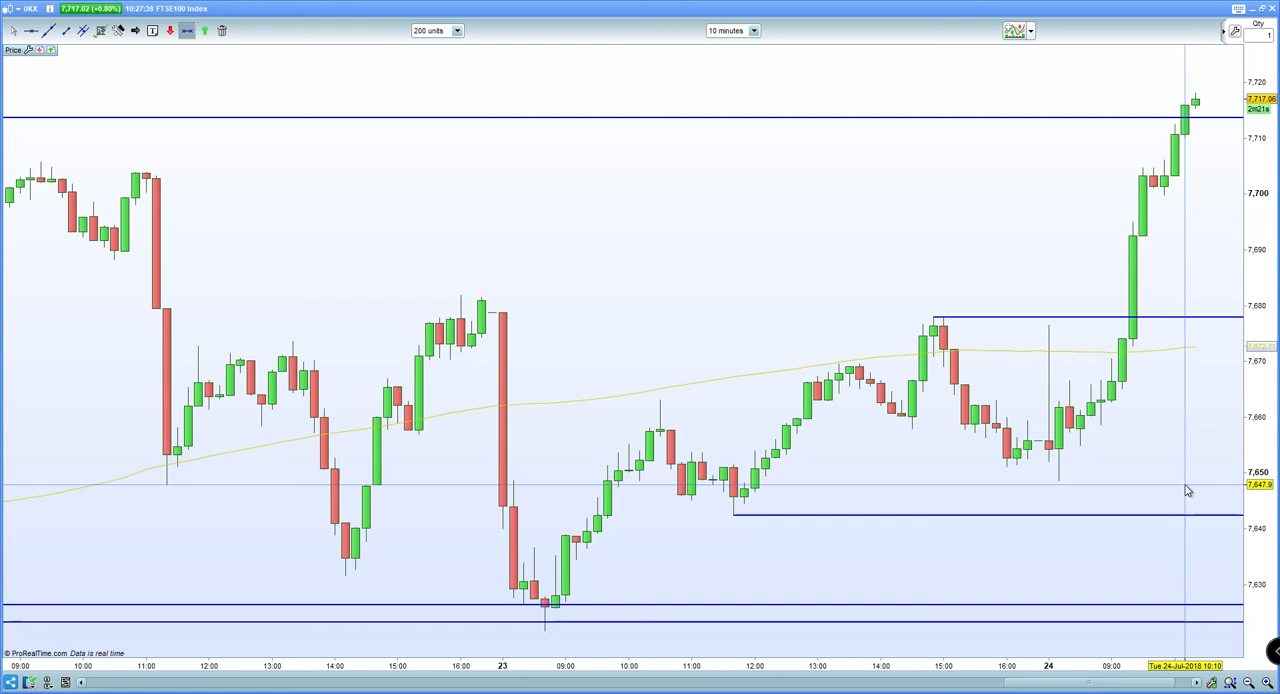 UKX 7,717.02 (+0.80%) 10:27:38 FTSE100 Index
200 units 10 minutes Qty
1
Price
7,720
7,717.06
2m21s
7,710
7,700
7,690
7,680
7,672.71
7,670
7,660
7,650
7,647.9
7,640
7,630
© ProRealTime.com Data is real time
09:00 10:00 11:00 12:00 13:00 14:00 15:00 16:00 23 09:00 10:00 11:00 12:00 13:00 14:00 15:00 16:00 24 09:00 Tue 24-Jul-2018 10:10